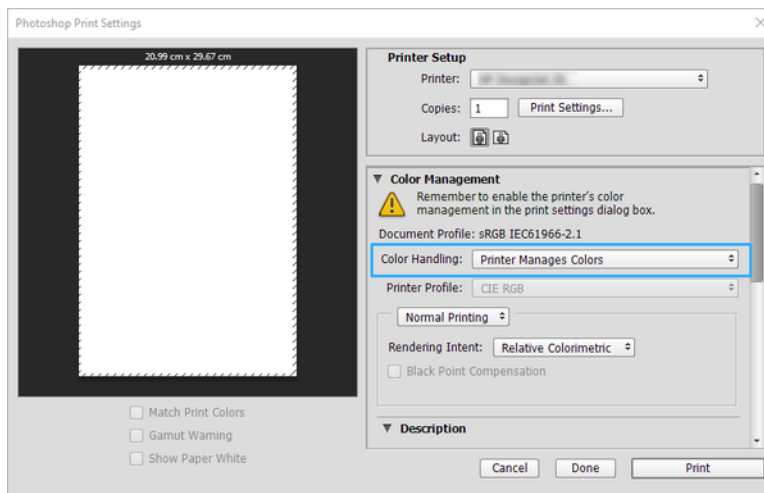 Photoshop Print Settings
20.99 cm x 29.67 cm
Match Print Colors
Gamut Warning
Show Paper White
Printer Setup
Printer:
Copies: 1 Print Settings...
Layout:
Color Management
Remember to enable the printer's color
management in the print settings dialog box.
Document Profile: sRGB IEC61966-2.1
Color Handling: Printer Manages Colors
Printer Profile: CIE RGB
Normal Printing
Rendering Intent: Relative Colorimetric
Black Point Compensation
Description
Cancel Done Print